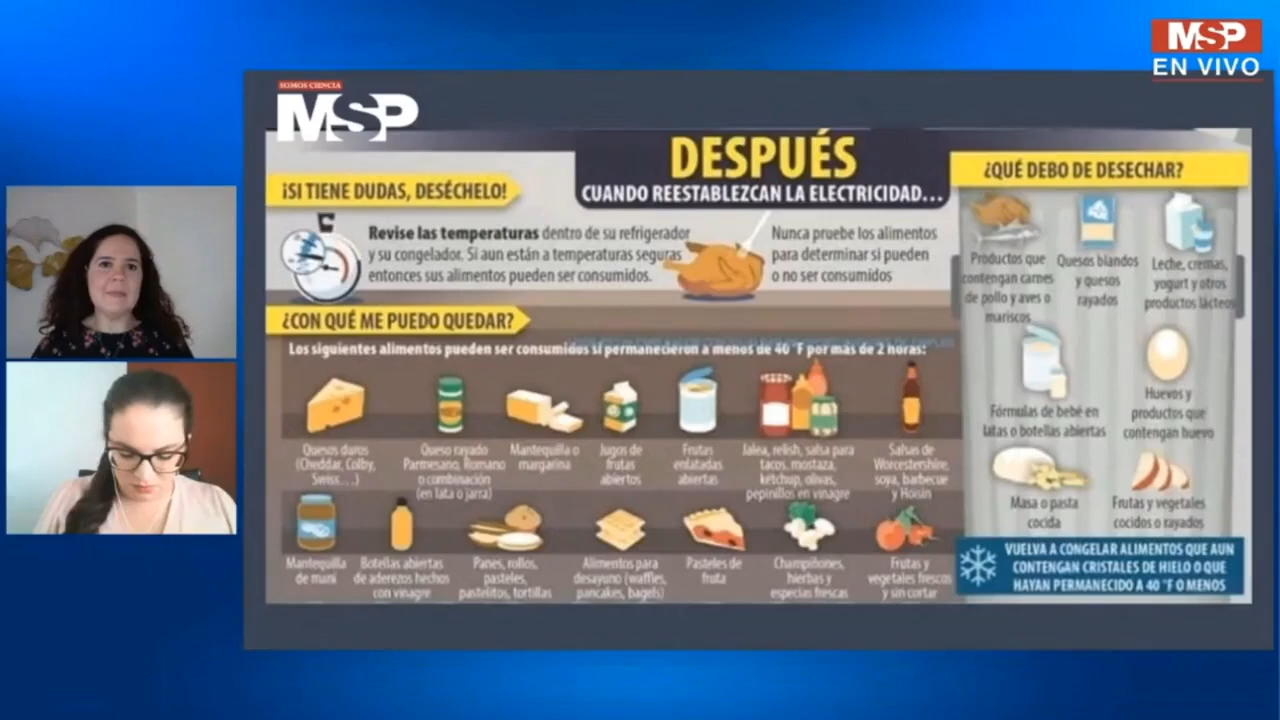 MSP
EN VIVO
SOMOS CIENCIA
MSP
DESPUÉS
CUANDO REESTABLEZCAN LA ELECTRICIDAD...
¡SI TIENE DUDAS, DESÉCHELO!
Revise las temperaturas dentro de su refrigerador
y su congelador. Si aun están a temperaturas seguras
entonces sus alimentos pueden ser consumidos.
Nunca pruebe los alimentos
para determinar si pueden
o no ser consumidos
¿CON QUÉ ME PUEDO QUEDAR?
Los siguientes alimentos pueden ser consumidos si permanecieron a menos de 40 °F por más de 2 horas:
Quesos duros
(Cheddar, Colby,
Swiss...)
Queso rayado
Parmesano, Romano
o combinación
(en lata o jarra)
Mantequilla o
margarina
Jugos de
frutas
abiertos
Frutas
enlatadas
abiertas
Jalea, relish, salsa para
tacos, mostaza,
ketchup, olivas,
pepinillos en vinagre
Salsas de
Worcestershire,
soya, barbecue
y Hoisin
Mantequilla
de maní
Botellas abiertas
de aderezos hechos
con vinagre
Panes, rollos,
pasteles,
pastelitos, tortillas
Alimentos para
desayuno (waffles,
pancakes, bagels)
Pasteles de
fruta
Champiñones,
hierbas y
especias frescas
Frutas y
vegetales frescos
y sin cortar
¿QUÉ DEBO DE DESECHAR?
Productos que
contengan carnes
de pollo y aves o
mariscos
Quesos blandos
y quesos
rayados
Leche, cremas,
yogurt y otros
productos lácteos
Fórmulas de bebé en
latas o botellas abiertas
Huevos y
productos que
contengan huevo
Masa o pasta
cocida
Frutas y vegetales
cocidos o rayados
VUELVA A CONGELAR ALIMENTOS QUE AUN
CONTENGAN CRISTALES DE HIELO O QUE
HAYAN PERMANECIDO A 40 °F O MENOS